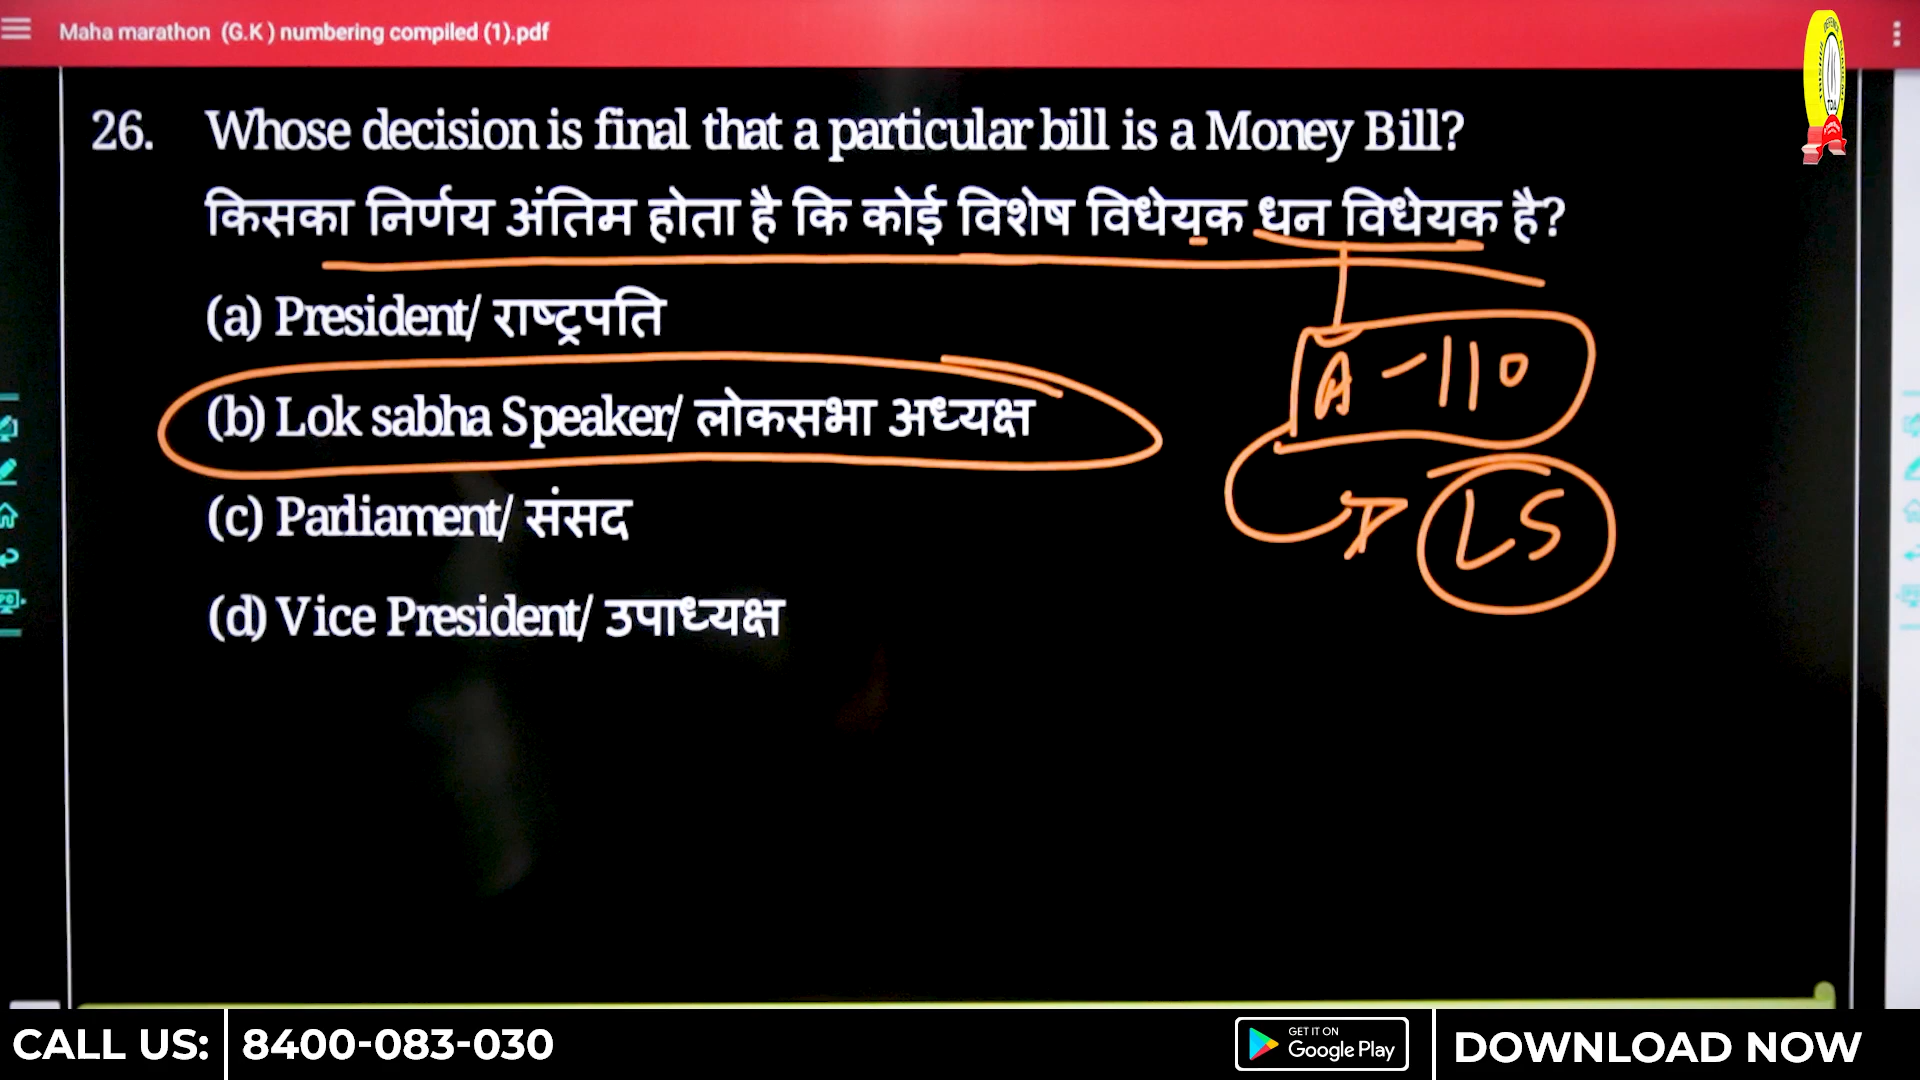 Maha marathon (G.K ) numbering compiled (1).pdf
26. Whose decision is final that a particular bill is a Money Bill?
किसका निर्णय अंतिम होता है कि कोई विशेष विधेयक धन विधेयक है?
(a) President/ राष्ट्रपति
(b) Lok sabha Speaker/ लोकसभा अध्यक्ष
(c) Parliament/ संसद
(d) Vice President/ उपाध्यक्ष
A - 110
LS
CALL US: 8400-083-030
GET IT ON
Google Play
DOWNLOAD NOW